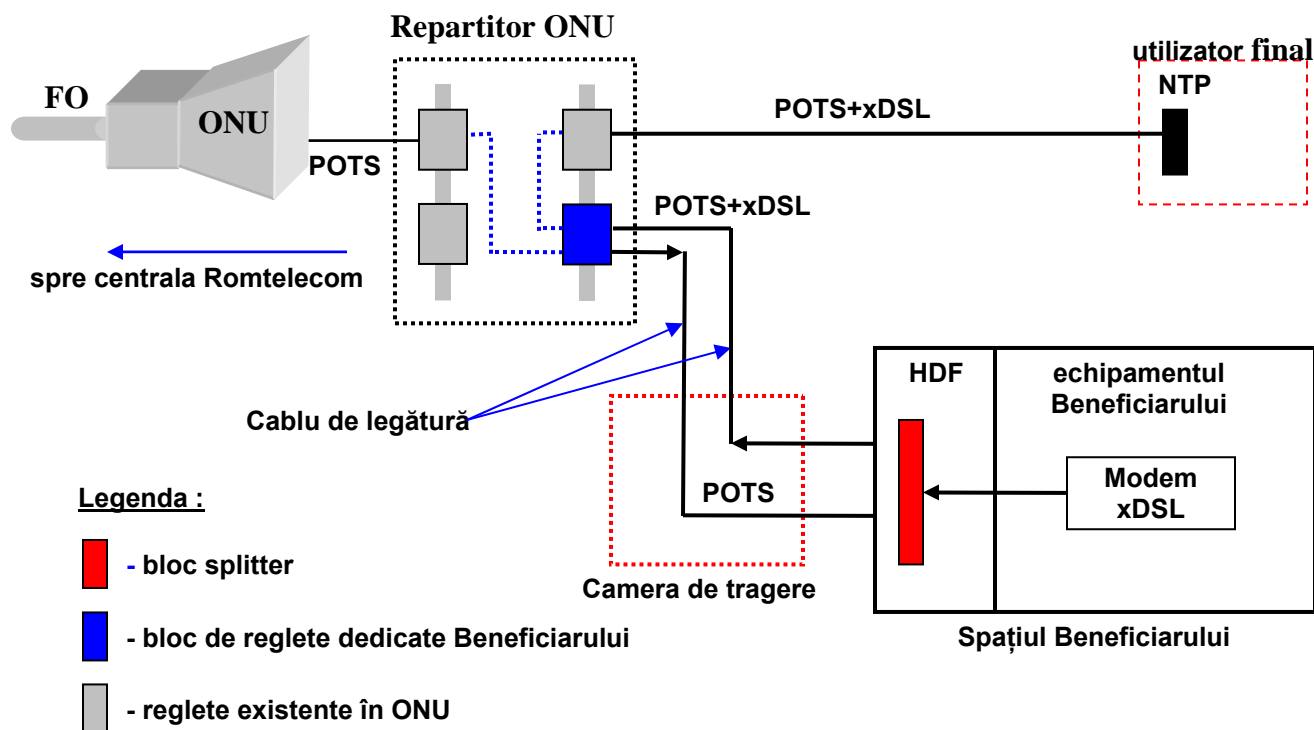 Repartitor ONU
utilizator final
NTP
FO
ONU
POTS+xDSL
POTS
POTS+xDSL
spre centrala Romtelecom
HDF
echipamentul
Beneficiarului
Cablu de legătură
POTS
Modem
xDSL
Legenda :
- bloc splitter
Camera de tragere
- bloc de reglete dedicate Beneficiarului
Spațiul Beneficiarului
- reglete existente în ONU